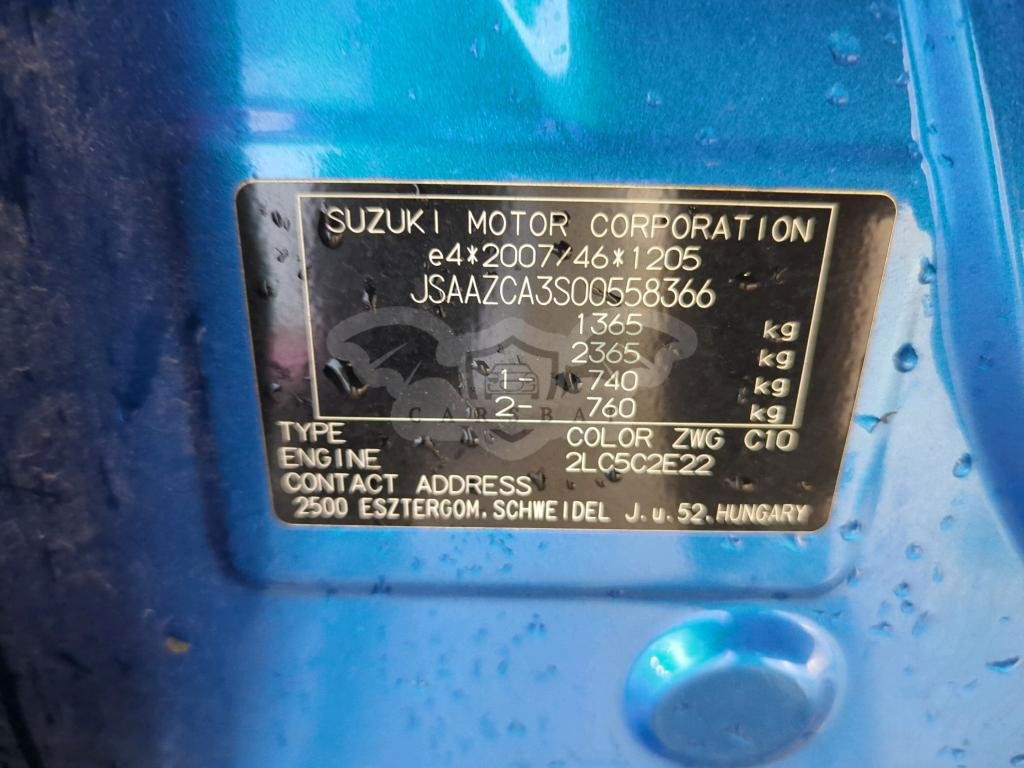 SUZUKI MOTOR CORPORATION
e4*2007/46*1205
JSAAZCA3S00558366
1365 kg
2365 kg
1- 740 kg
2- 760 kg
TYPE COLOR ZWG C10
ENGINE 2LC5C2E22
CONTACT ADDRESS
2500 ESZTERGOM. SCHWEIDEL J. u. 52. HUNGARY